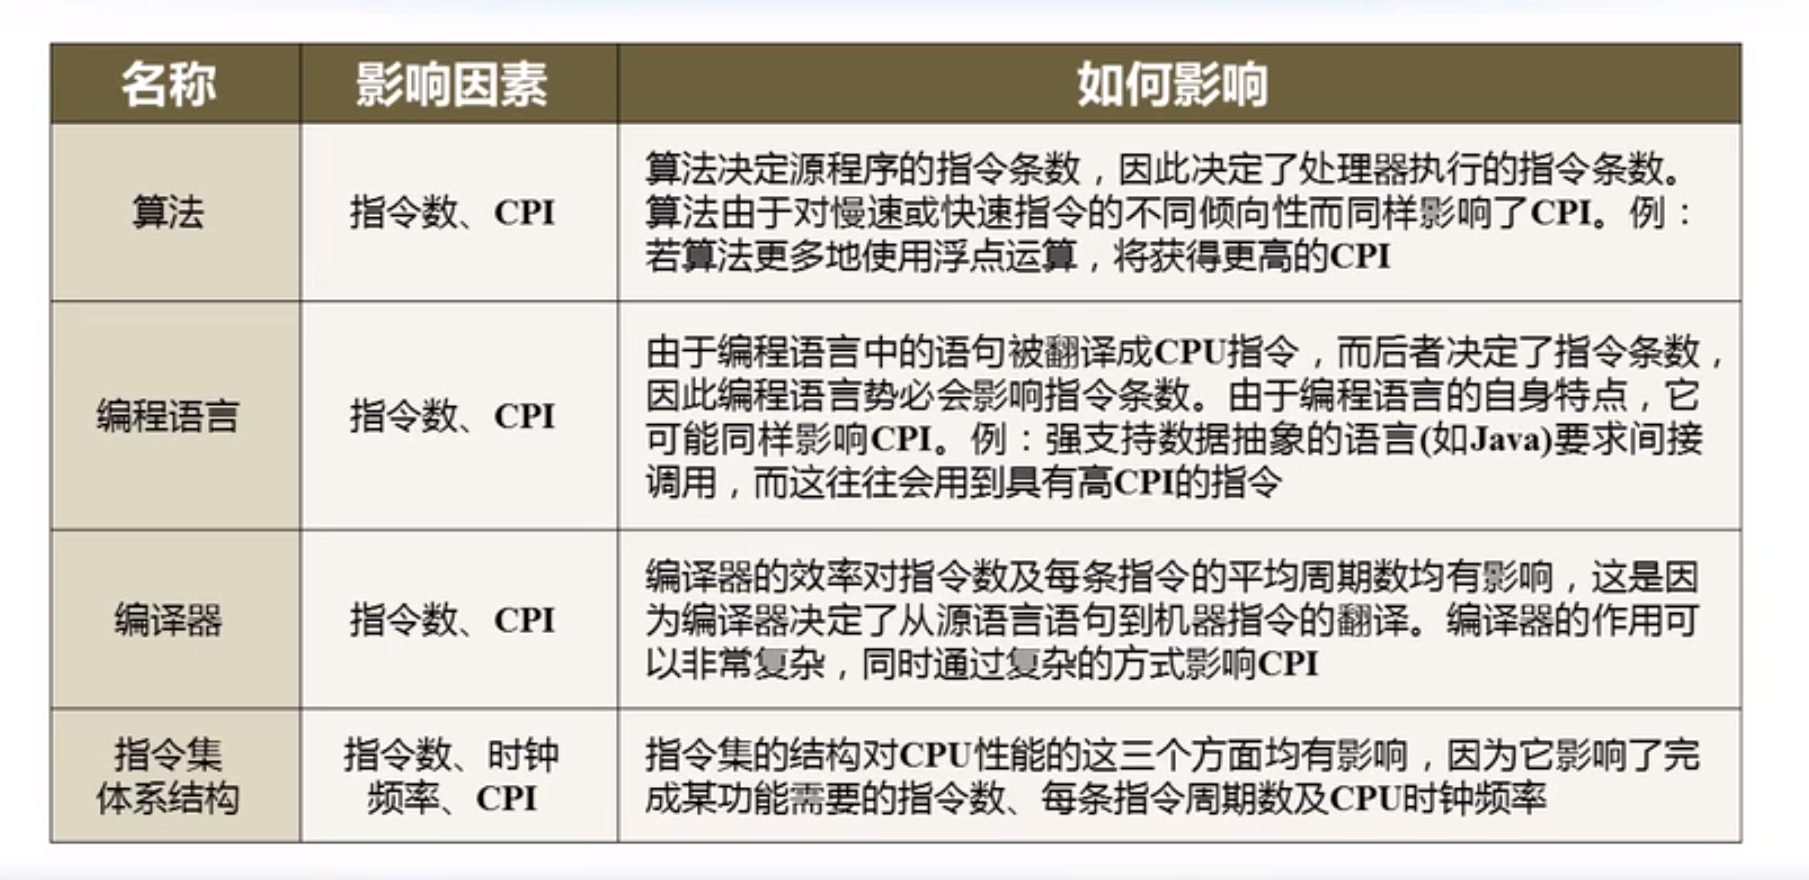 名称 影响因素 如何影响
算法
指令数、CPI
算法决定源程序的指令条数，因此决定了处理器执行的指令条数。
算法由于对慢速或快速指令的不同倾向性而同样影响了CPI。例：
若算法更多地使用浮点运算，将获得更高的CPI
编程语言
指令数、CPI
由于编程语言中的语句被翻译成CPU指令，而后者决定了指令条数，
因此编程语言势必会影响指令条数。由于编程语言的自身特点，它
可能同样影响CPI。例：强支持数据抽象的语言(如Java)要求间接
调用，而这往往会用到具有高CPI的指令
编译器
指令数、CPI
编译器的效率对指令数及每条指令的平均周期数均有影响，这是因
为编译器决定了从源语言语句到机器指令的翻译。编译器的作用可
以非常复杂，同时通过复杂的方式影响CPI
指令集
体系结构
指令数、时钟
频率、CPI
指令集的结构对CPU性能的这三个方面均有影响，因为它影响了完
成某功能需要的指令数、每条指令周期数及CPU时钟频率